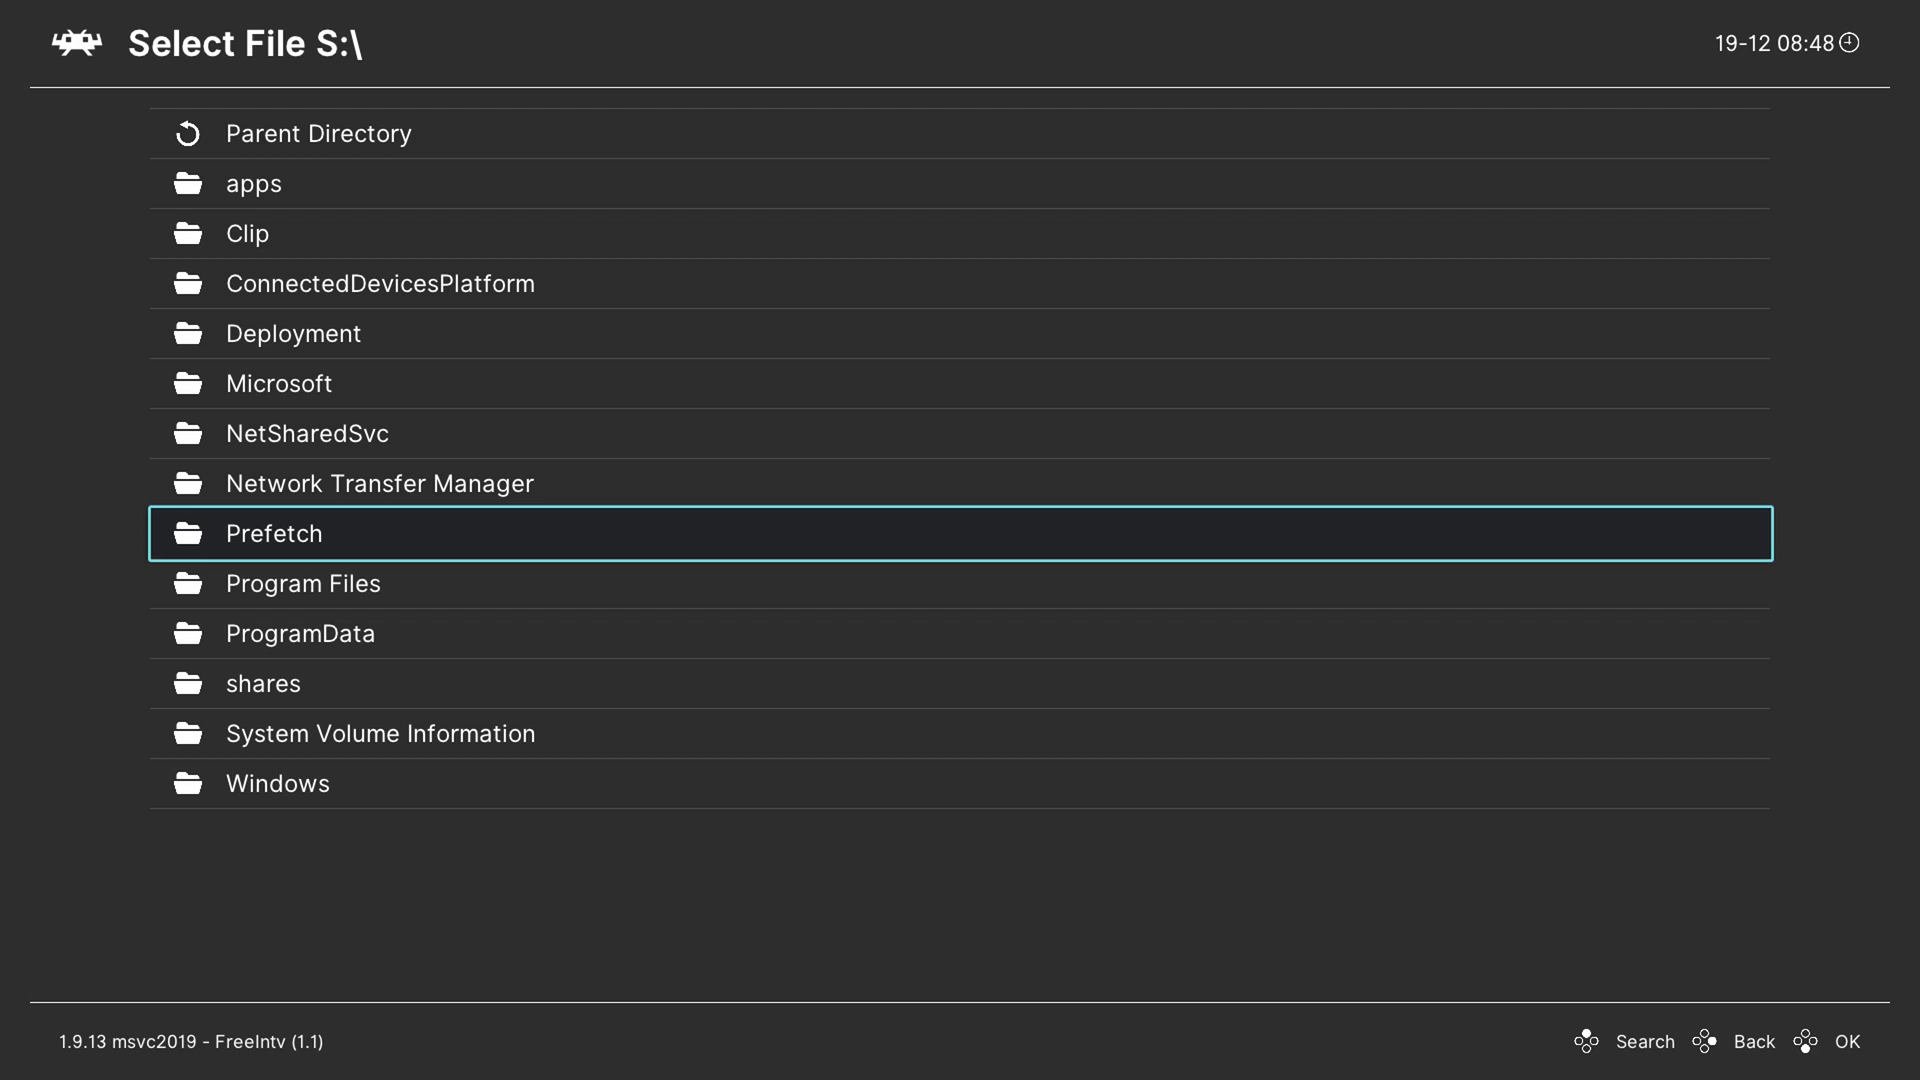 Select File S:\
19-12 08:48
Parent Directory
apps
Clip
ConnectedDevicesPlatform
Deployment
Microsoft
NetSharedSvc
Network Transfer Manager
Prefetch
Program Files
ProgramData
shares
System Volume Information
Windows
1.9.13 msvc2019 - FreeIntv (1.1)
Search
Back
OK